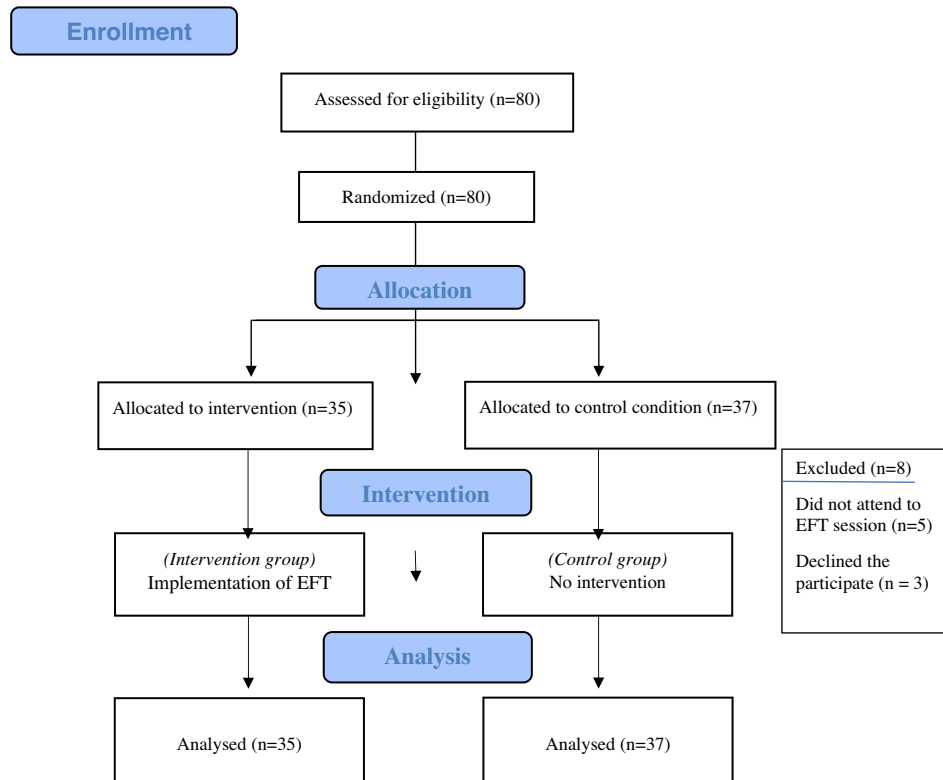 Enrollment
Assessed for eligibility (n=80)
Randomized (n=80)
Allocation
Allocated to intervention (n=35)
Allocated to control condition (n=37)
Excluded (n=8)
Did not attend to
EFT session (n=5)
Declined the
participate (n = 3)
Intervention
(Intervention group)
Implementation of EFT
(Control group)
No intervention
Analysis
Analysed (n=35)
Analysed (n=37)